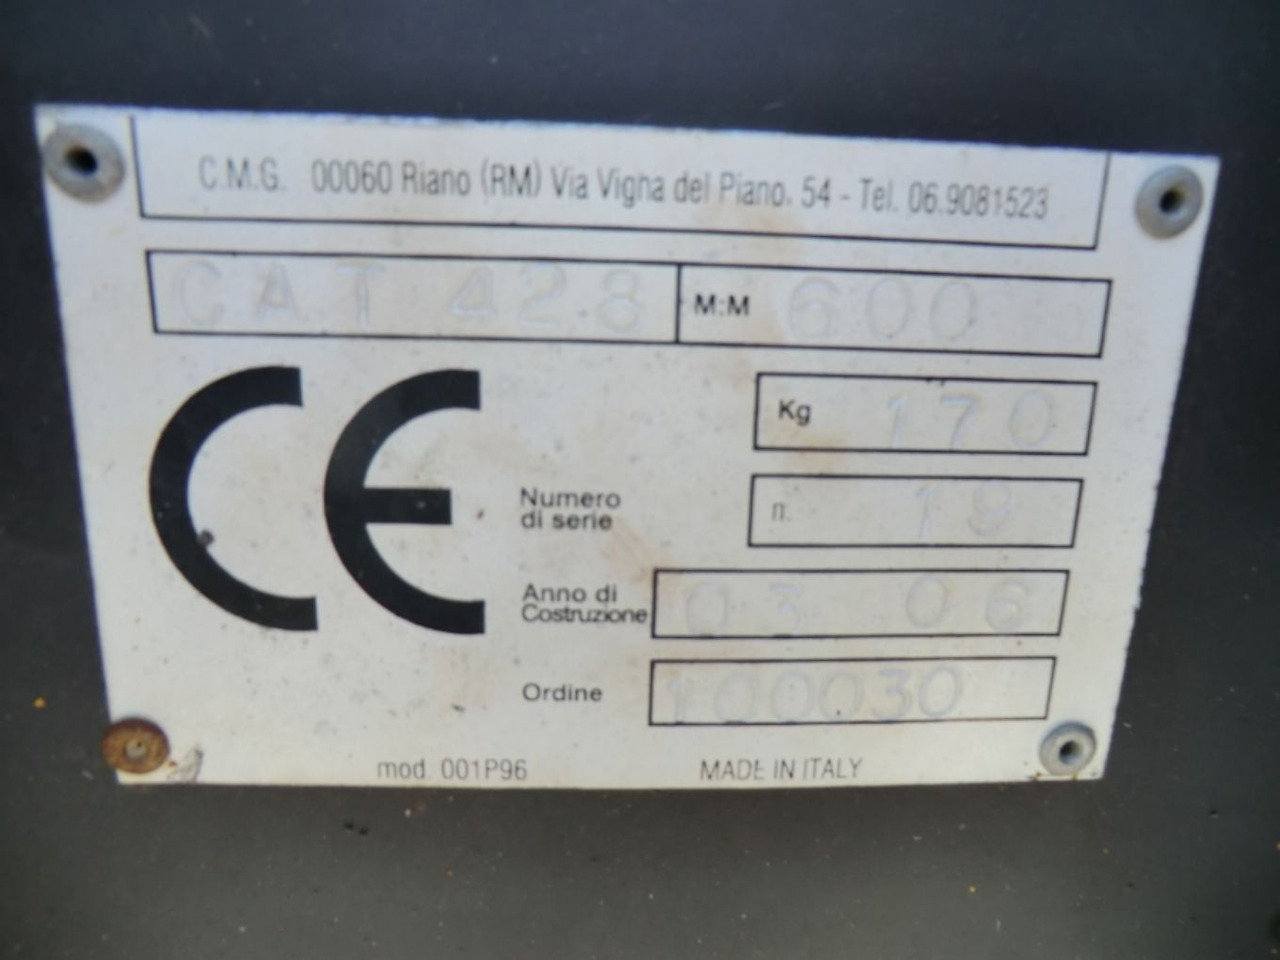 C.M.G. 00060 Riano (RM) Via Vigna del Piano, 54 - Tel. 06.9081523
CAT 428 M:M 600
Kg 170
CE
Numero di serie n. 19
Anno di Costruzione 03 06
Ordine 100030
mod. 001P96 MADE IN ITALY